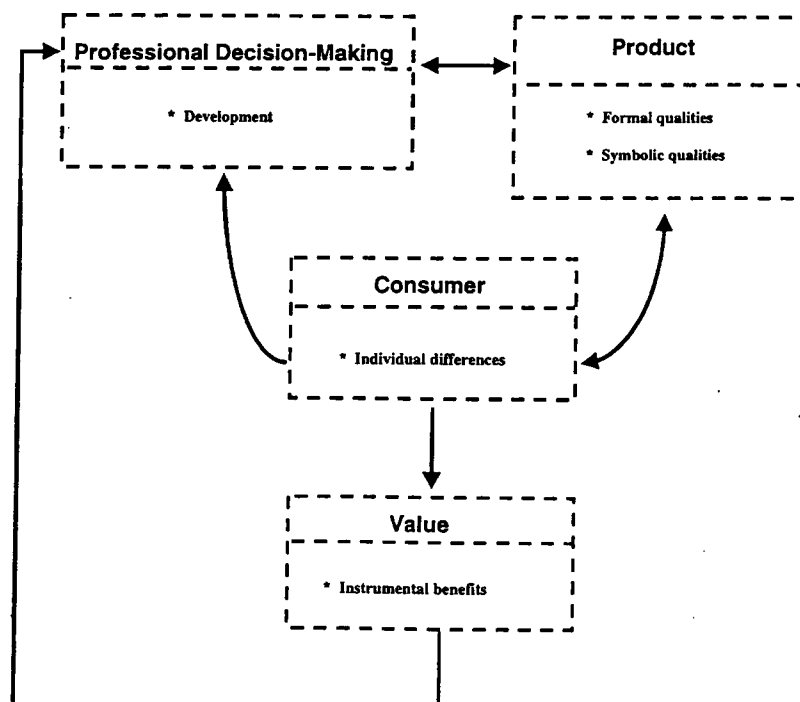 Professional Decision-Making
* Development
Product
* Formal qualities
* Symbolic qualities
Consumer
* Individual differences
Value
* Instrumental benefits